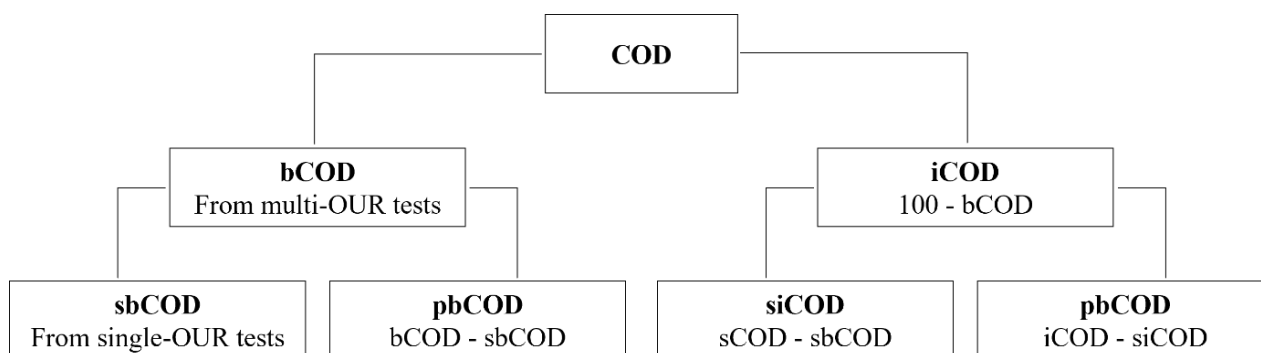 COD
bCOD
From multi-OUR tests
iCOD
100 - bCOD
sbCOD
From single-OUR tests
pbCOD
bCOD - sbCOD
siCOD
sCOD - sbCOD
pbCOD
iCOD - siCOD